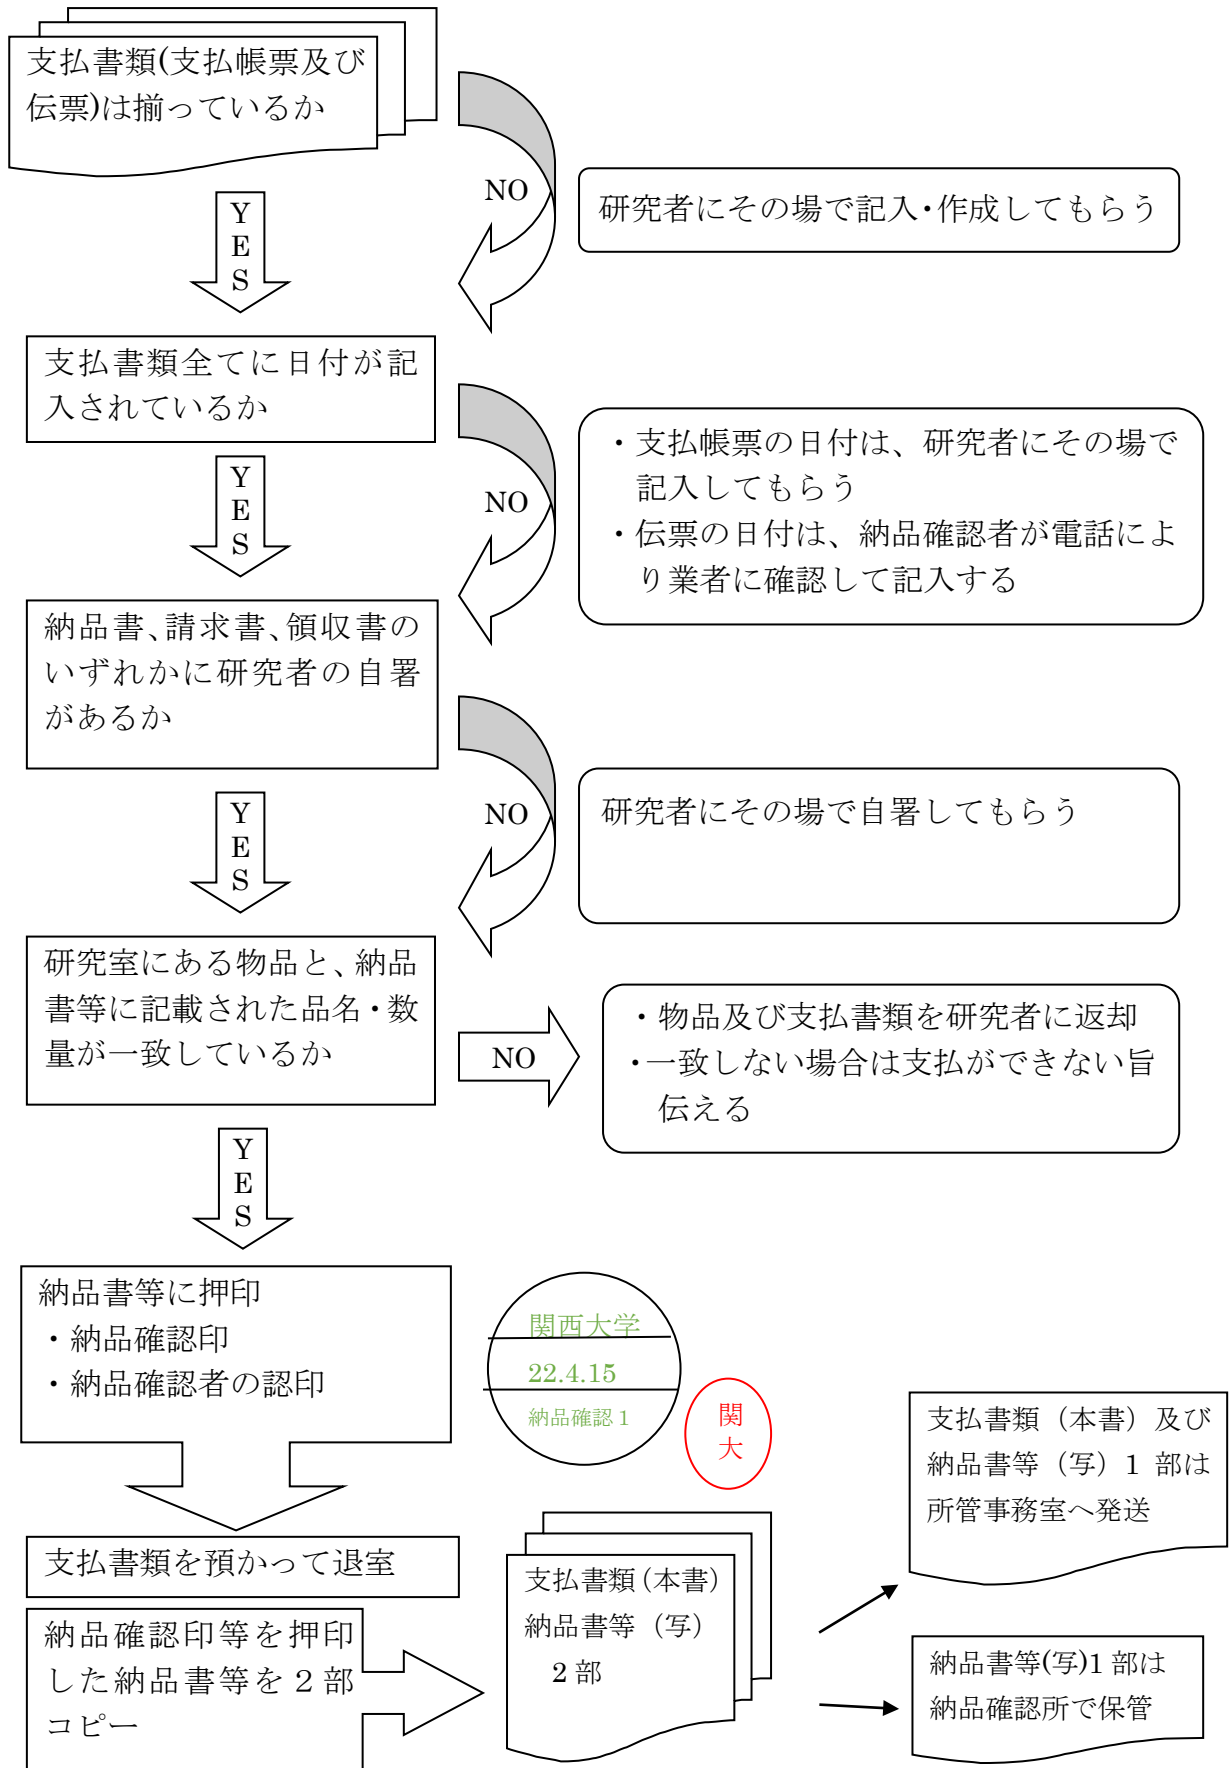 支払書類(支払帳票及び
伝票)は揃っているか
NO
研究者にその場で記入・作成してもらう
Y
E
S
支払書類全てに日付が記
入されているか
NO
・支払帳票の日付は、研究者にその場で
記入してもらう
・伝票の日付は、納品確認者が電話によ
り業者に確認して記入する
Y
E
S
納品書、請求書、領収書の
いずれかに研究者の自署
があるか
NO
研究者にその場で自署してもらう
Y
E
S
研究室にある物品と、納品
書等に記載された品名・数
量が一致しているか
NO
・物品及び支払書類を研究者に返却
・一致しない場合は支払ができない旨
伝える
Y
E
S
納品書等に押印
・納品確認印
・納品確認者の認印
関西大学
22.4.15
納品確認1
関
大
支払書類を預かって退室
納品確認印等を押印
した納品書等を２部
コピー
支払書類(本書)
納品書等（写）
2部
支払書類（本書）及び
納品書等（写）1 部は
所管事務室へ発送
納品書等(写)1部は
納品確認所で保管